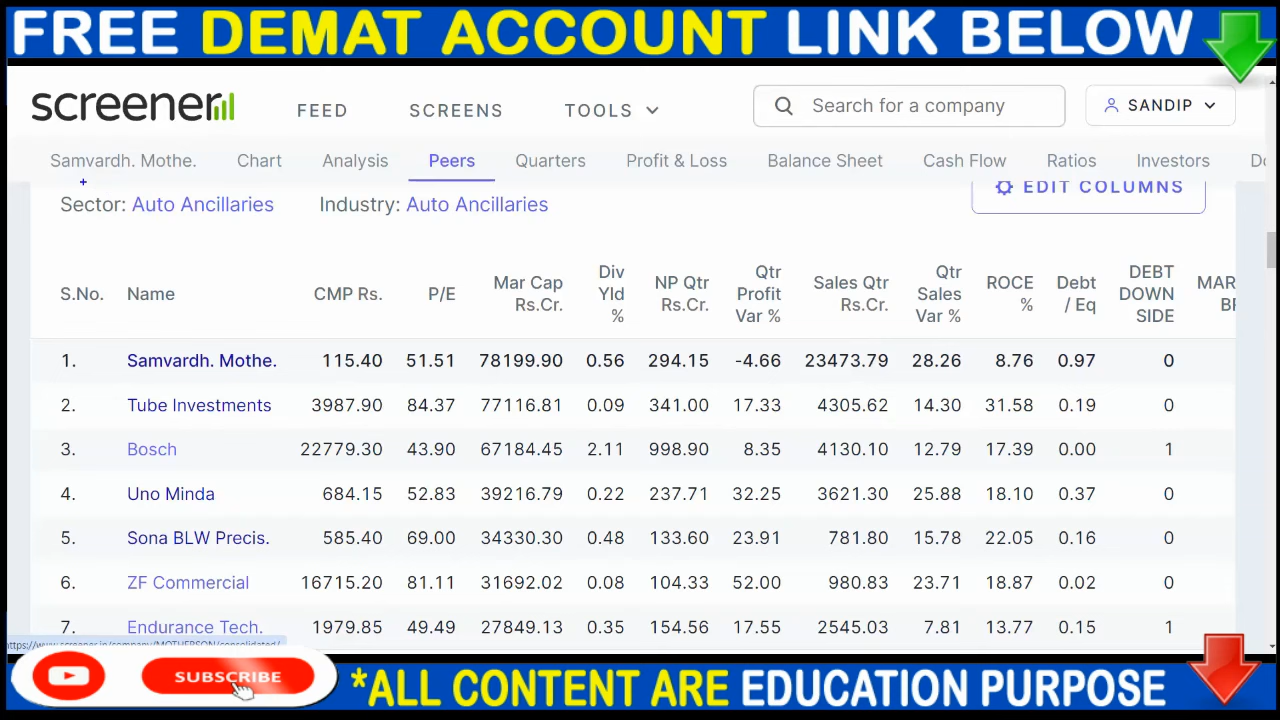 FREE DEMAT ACCOUNT LINK BELOW
screener
FEED SCREENS TOOLS Search for a company SANDIP
Samvardh. Mothe. Chart Analysis Peers Quarters Profit & Loss Balance Sheet Cash Flow Ratios Investors
Sector: Auto Ancillaries Industry: Auto Ancillaries EDIT COLUMNS
S.No. Name CMP Rs. P/E Mar Cap Rs.Cr. Div Yld % NP Qtr Rs.Cr. Qtr Profit Var % Sales Qtr Rs.Cr. Qtr Sales Var % ROCE % Debt / Eq DEBT DOWN SIDE
1. Samvardh. Mothe. 115.40 51.51 78199.90 0.56 294.15 -4.66 23473.79 28.26 8.76 0.97 0
2. Tube Investments 3987.90 84.37 77116.81 0.09 341.00 17.33 4305.62 14.30 31.58 0.19 0
3. Bosch 22779.30 43.90 67184.45 2.11 998.90 8.35 4130.10 12.79 17.39 0.00 1
4. Uno Minda 684.15 52.83 39216.79 0.22 237.71 32.25 3621.30 25.88 18.10 0.37 0
5. Sona BLW Precis. 585.40 69.00 34330.30 0.48 133.60 23.91 781.80 15.78 22.05 0.16 0
6. ZF Commercial 16715.20 81.11 31692.02 0.08 104.33 52.00 980.83 23.71 18.87 0.02 0
7. Endurance Tech. 1979.85 49.49 27849.13 0.35 154.56 17.55 2545.03 7.81 13.77 0.15 1
SUBSCRIBE
*ALL CONTENT ARE EDUCATION PURPOSE